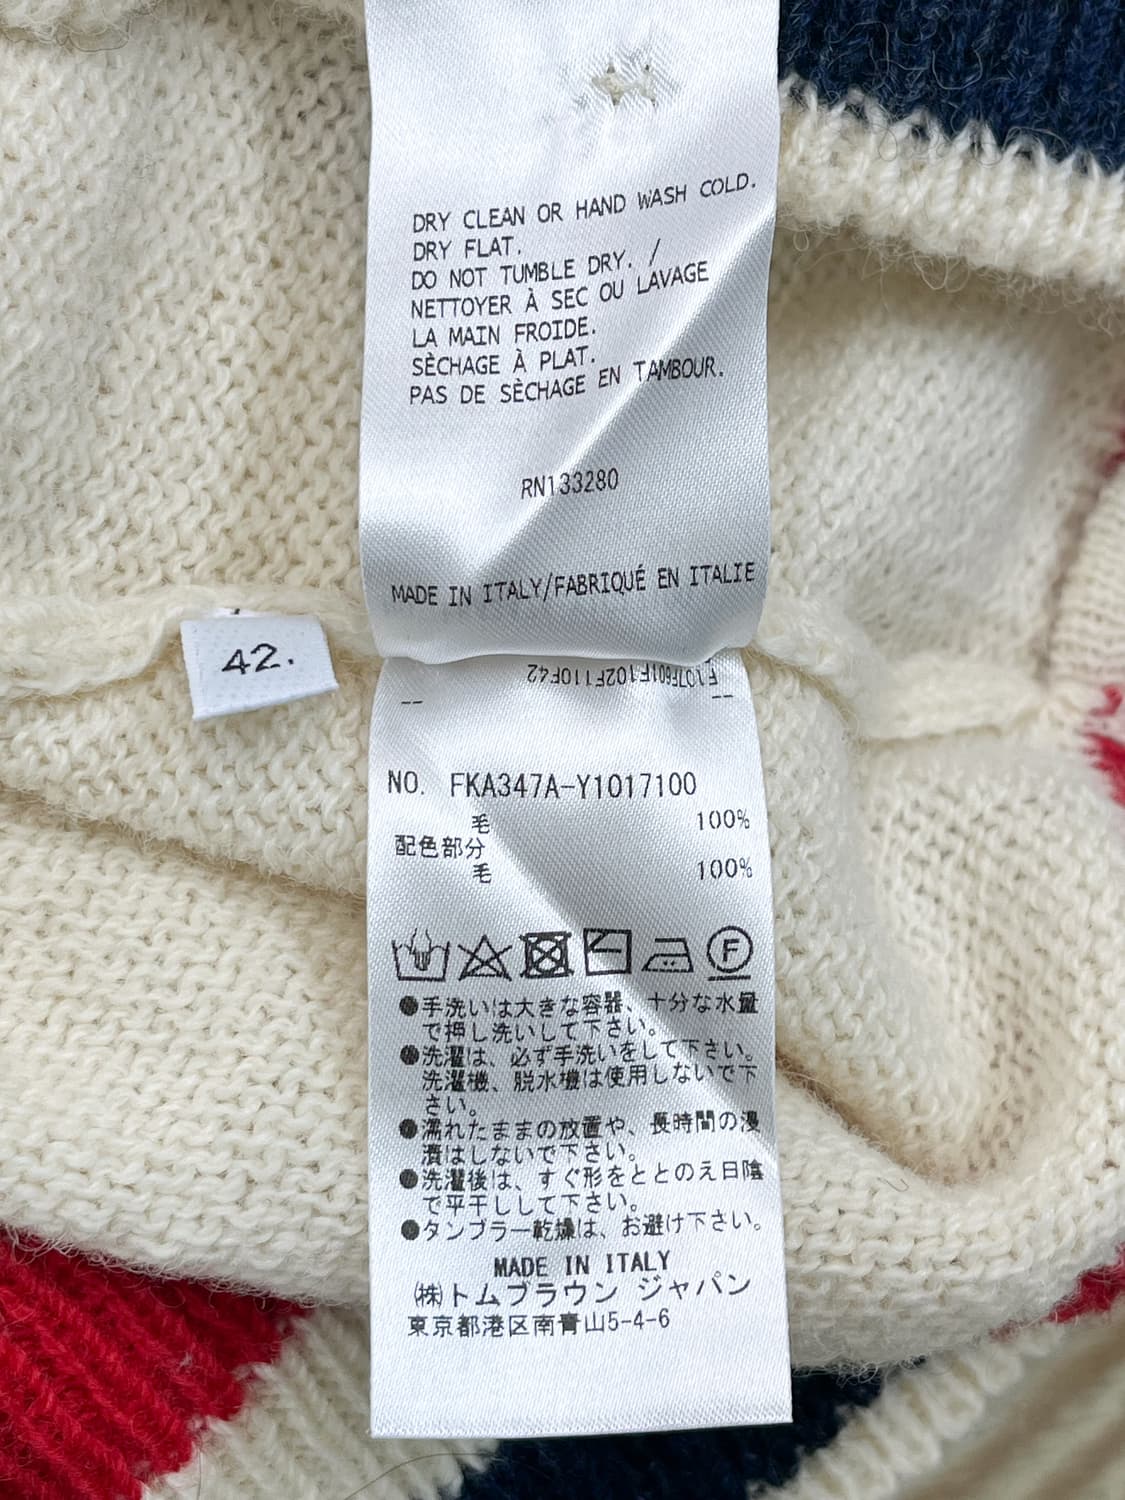 DRY CLEAN OR HAND WASH COLD.
DRY FLAT.
DO NOT TUMBLE DRY. /
NETTOYER À SEC OU LAVAGE
LA MAIN FROIDE.
SÈCHAGE À PLAT.
PAS DE SÈCHAGE EN TAMBOUR.
RN133280
MADE IN ITALY/FABRIQUÉ EN ITALIE
42.
F107F601F102F110F42
NO. FKA347A-Y1017100
毛 100%
配色部分
毛 100%
F
●手洗いは大きな容器、十分な水量
で押し洗いして下さい。
●洗濯は、必ず手洗いをして下さい。
洗濯機、脱水機は使用しないで下
さい。
●濡れたままの放置や、長時間の浸
漬はしないで下さい。
●洗濯後は、すぐ形をととのえ日陰
で平干しして下さい。
●タンブラー乾燥は、お避け下さい。
MADE IN ITALY
㈱トムブラウン ジャパン
東京都港区南青山5-4-6